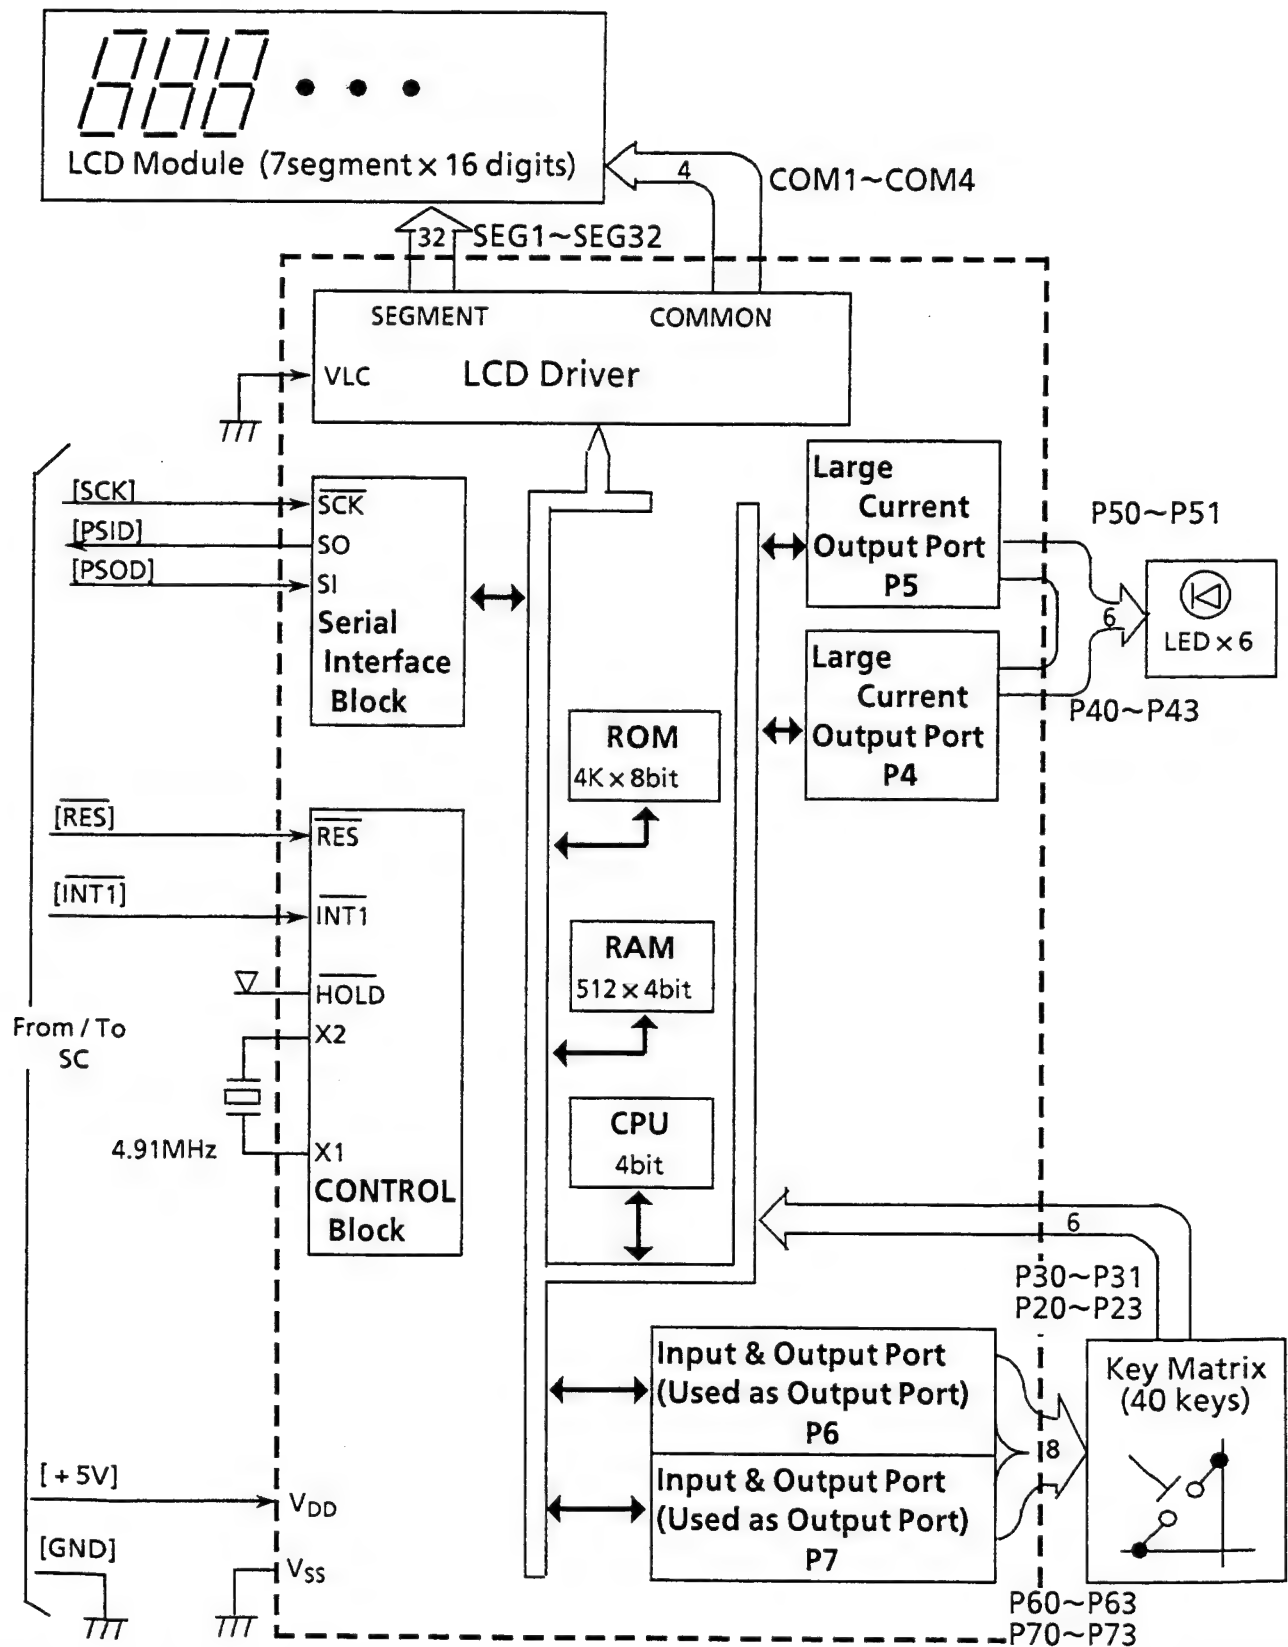 LCD Module (7segment x 16 digits)
4
COM1~COM4
32
SEG1~SEG32
SEGMENT
COMMON
VLC
LCD Driver
[SCK]
[PSID]
[PSOD]
SCK
SO
SI
Serial
Interface
Block
Large
Current
Output Port
P5
P50~P51
6
LED x 6
Large
Current
Output Port
P4
P40~P43
ROM
4K x 8bit
[RES]
RES
[INT1]
INT1
RAM
512 x 4bit
HOLD
From / To
SC
X2
4.91MHz
X1
CONTROL
Block
CPU
4bit
6
P30~P31
P20~P23
Input & Output Port
(Used as Output Port)
P6
Input & Output Port
(Used as Output Port)
P7
8
Key Matrix
(40 keys)
[+5V]
VDD
[GND]
VSS
P60~P63
P70~P73